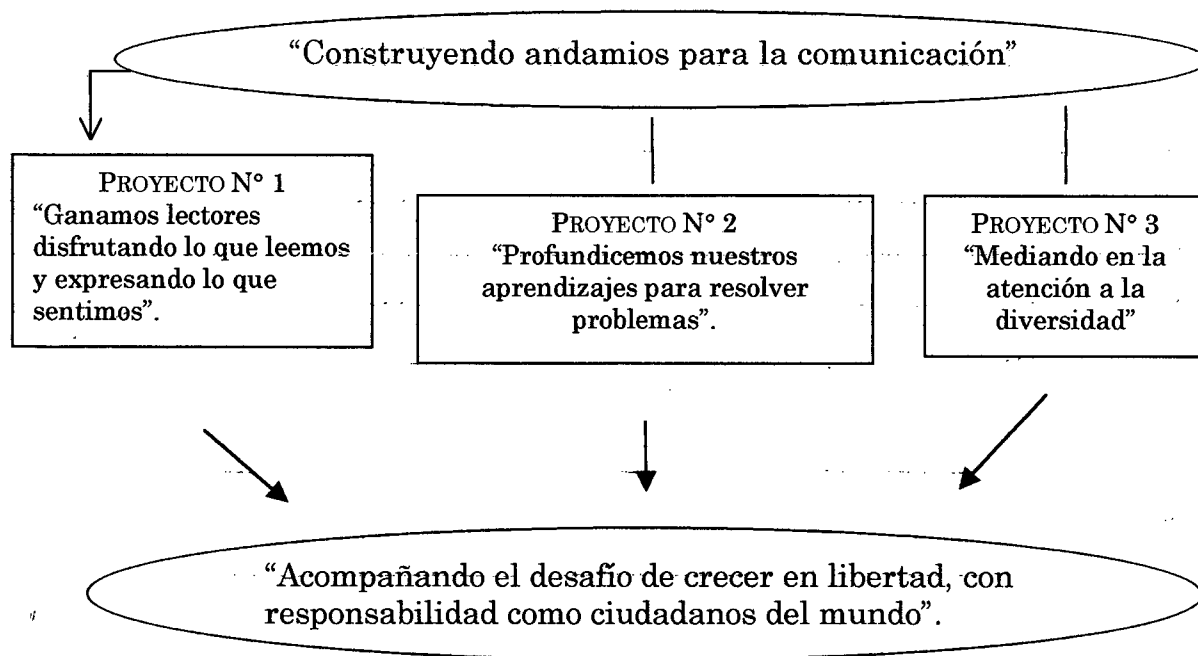 “Construyendo andamios para la comunicación”
PROYECTO N° 1
“Ganamos lectores
disfrutando lo que leemos
y expresando lo que
sentimos”.
PROYECTO N° 2
“Profundicemos nuestros
aprendizajes para resolver
problemas”.
PROYECTO N° 3
“Mediando en la
atención a la
diversidad”
“Acompañando el desafío de crecer en libertad, con
responsabilidad como ciudadanos del mundo”.